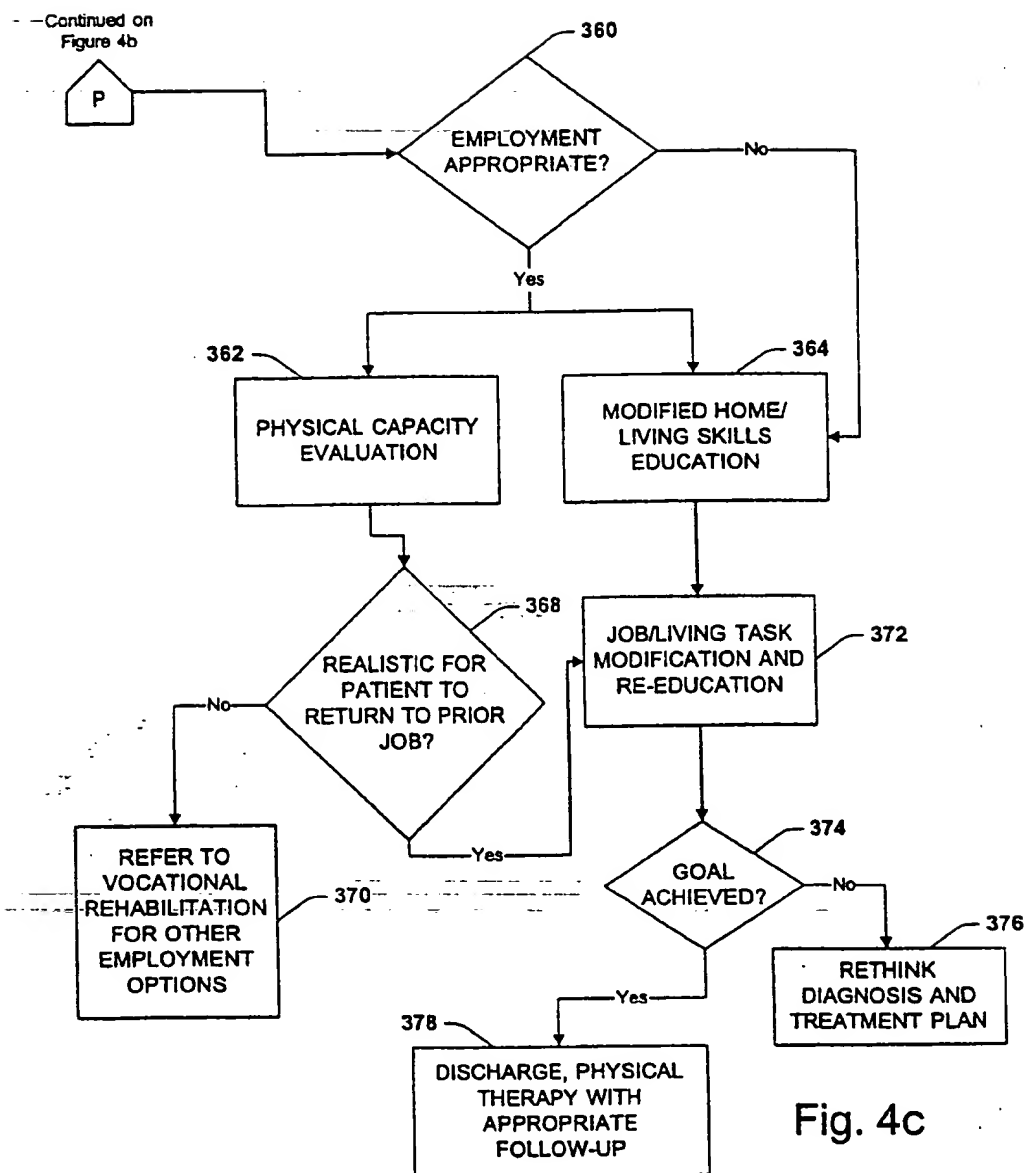 Continued on
Figure 4b
P
360
EMPLOYMENT
APPROPRIATE?
No
Yes
362
364
PHYSICAL CAPACITY
EVALUATION
MODIFIED HOME/
LIVING SKILLS
EDUCATION
368
REALISTIC FOR
PATIENT TO
RETURN TO PRIOR
JOB?
No
Yes
372
JOB/LIVING TASK
MODIFICATION AND
RE-EDUCATION
370
REFER TO
VOCATIONAL
REHABILITATION
FOR OTHER
EMPLOYMENT
OPTIONS
374
GOAL
ACHIEVED?
No
376
RETHINK
DIAGNOSIS AND
TREATMENT PLAN
Yes
378
DISCHARGE, PHYSICAL
THERAPY WITH
APPROPRIATE
FOLLOW-UP
Fig. 4c